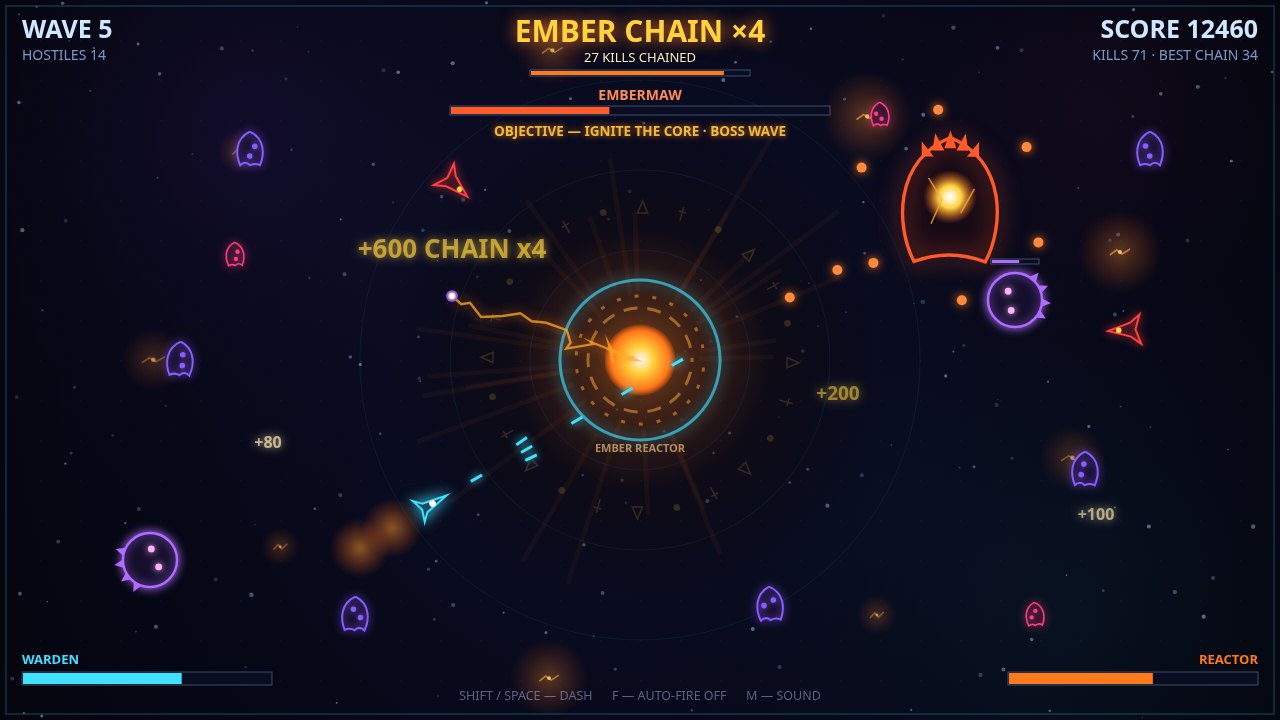 WAVE 5
HOSTILES 14
EMBER CHAIN ×4
27 KILLS CHAINED
SCORE 12460
KILLS 71 · BEST CHAIN 34
EMBERMAW
OBJECTIVE — IGNITE THE CORE · BOSS WAVE
+600 CHAIN x4
+200
+80
EMBER REACTOR
+100
WARDEN
REACTOR
SHIFT / SPACE — DASH F — AUTO-FIRE OFF M — SOUND